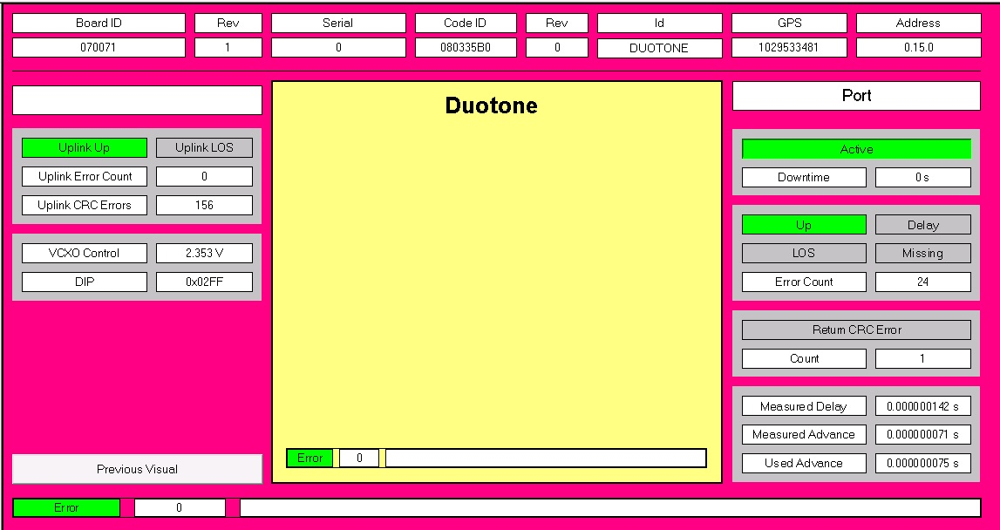 Board ID Rev Serial Code ID Rev Id GPS Address
070071 1 0 080335B0 0 DUOTONE 1029533481 0.15.0
Duotone
Port
Uplink Up Uplink LOS
Uplink Error Count 0
Uplink CRC Errors 156
VCXO Control 2.353 V
DIP 0x02FF
Active
Downtime 0 s
Up Delay
LOS Missing
Error Count 24
Return CRC Error
Count 1
Measured Delay 0.000000142 s
Measured Advance 0.000000071 s
Used Advance 0.000000075 s
Error 0
Previous Visual
Error 0